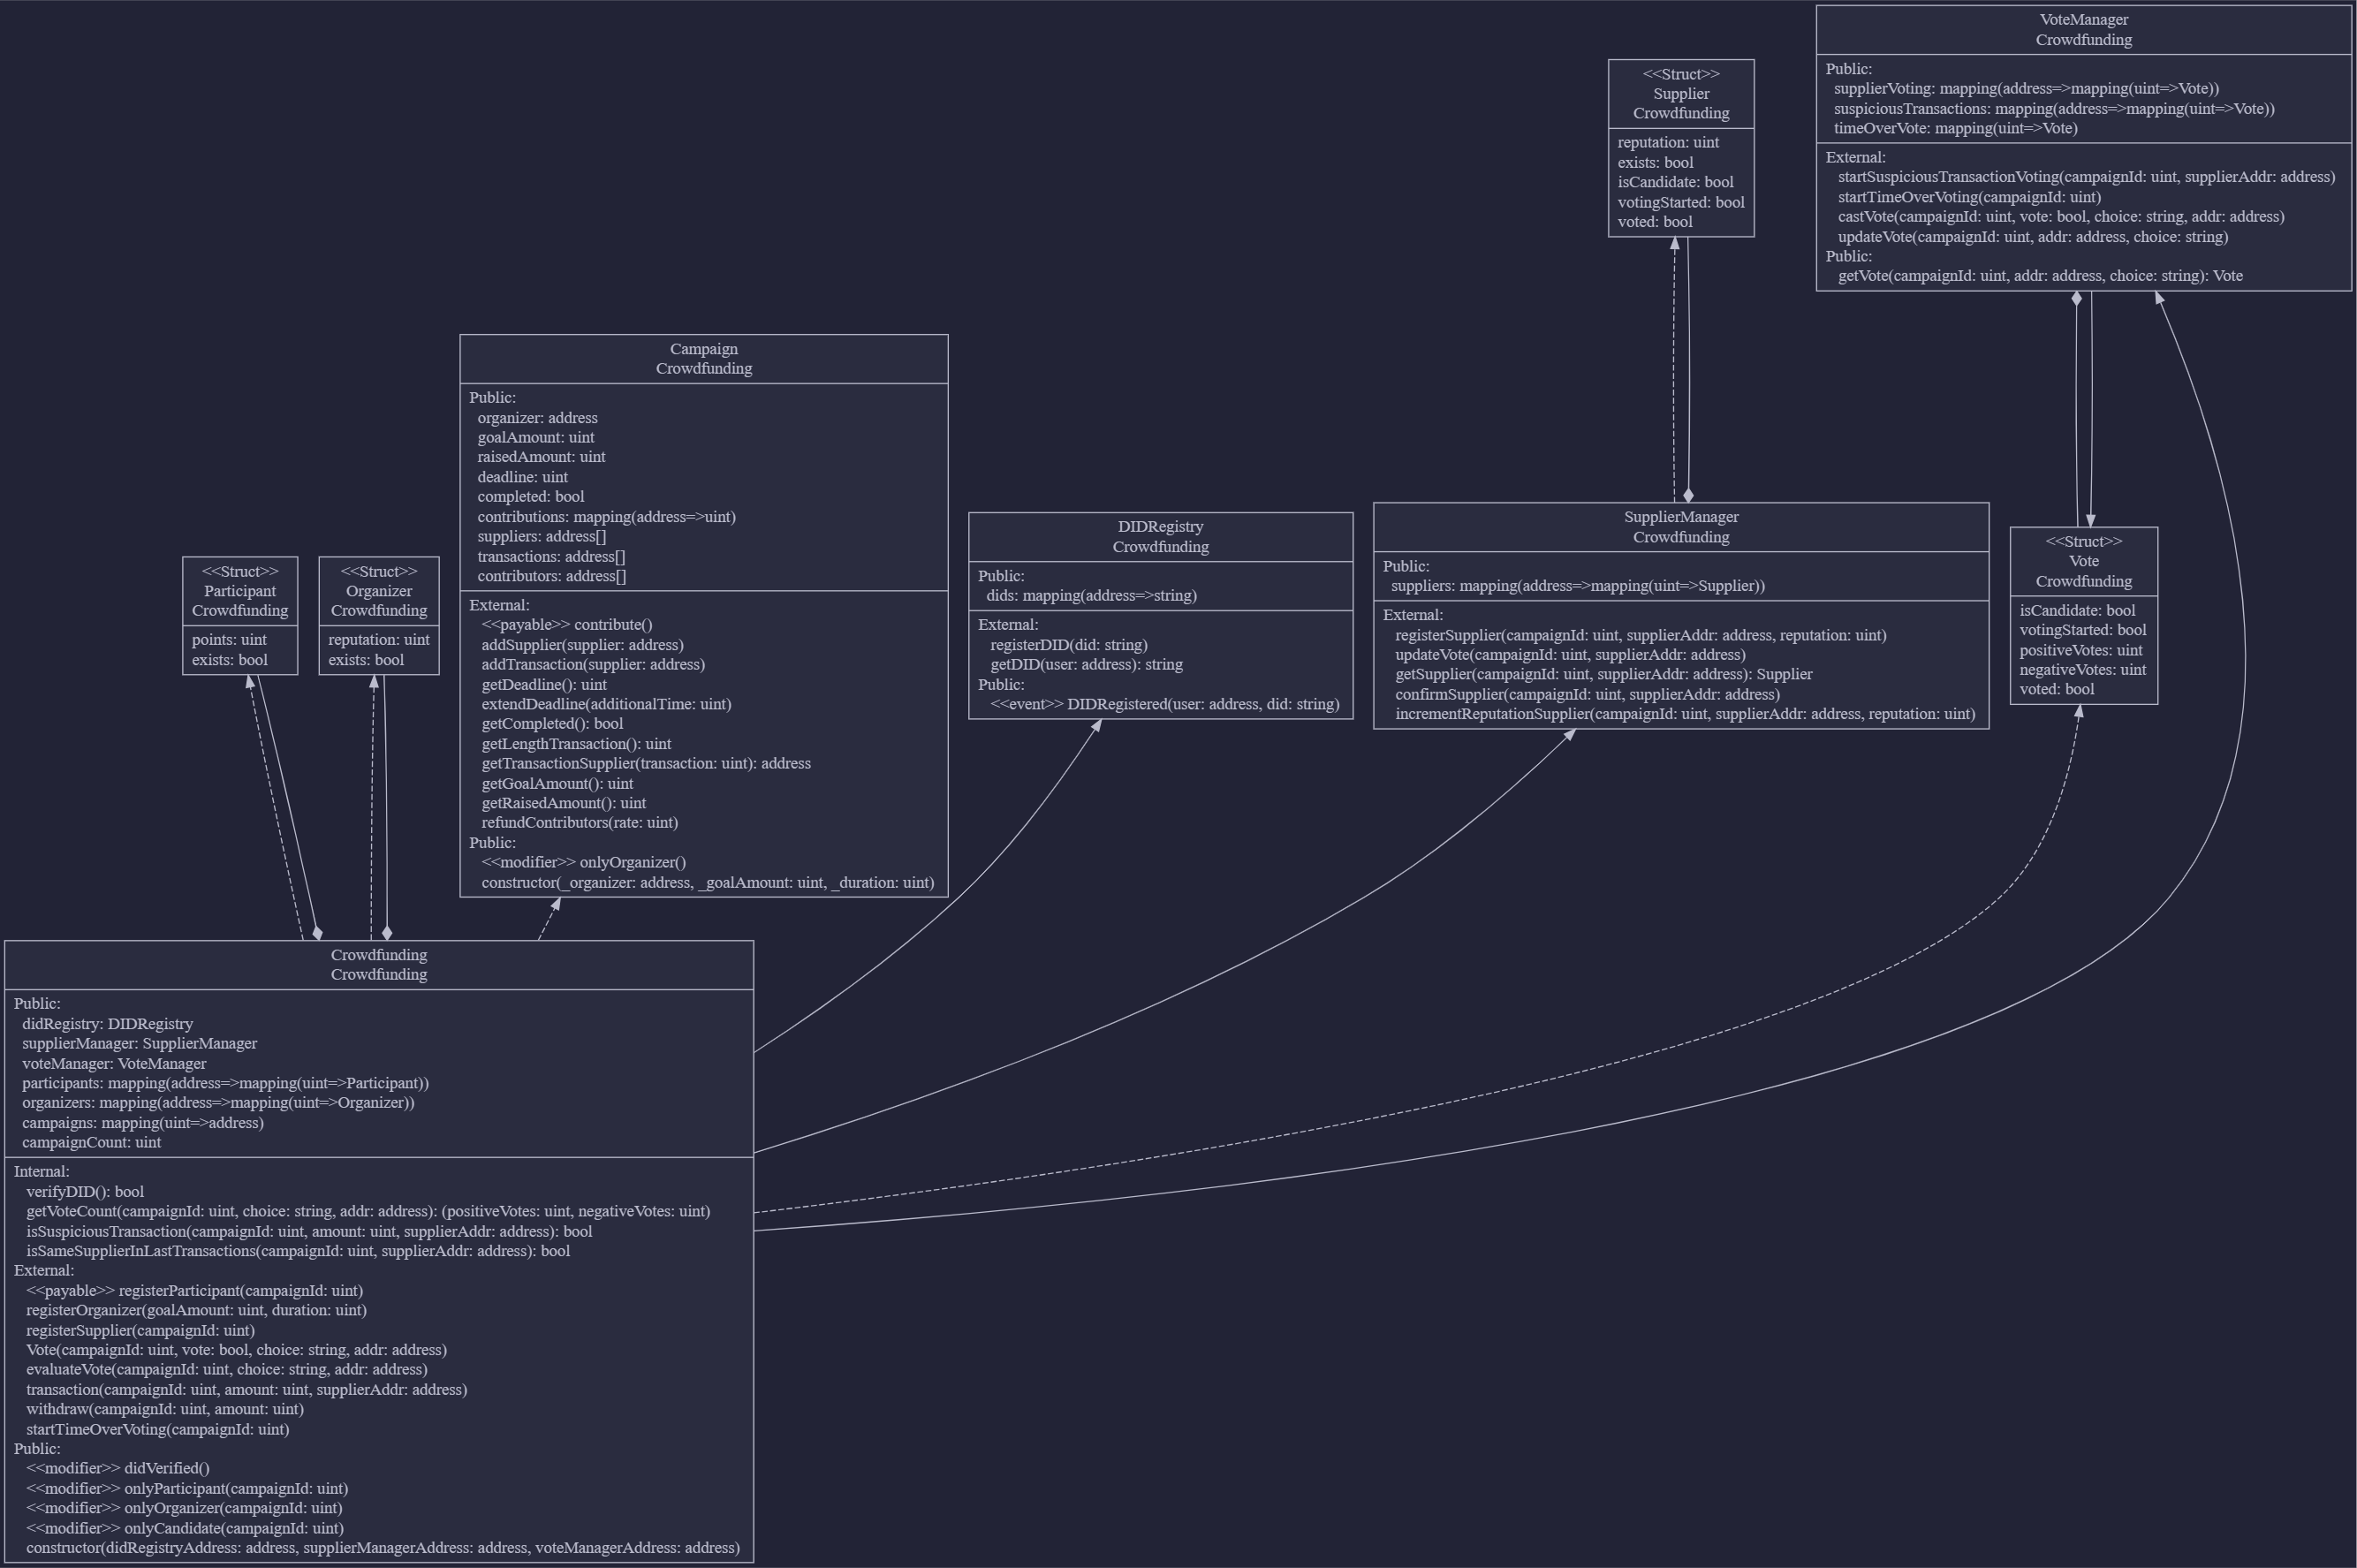 VoteManager
Crowdfunding
Public:
supplierVoting: mapping(address=>mapping(uint=>Vote))
suspiciousTransactions: mapping(address=>mapping(uint=>Vote))
timeOverVote: mapping(uint=>Vote)
External:
startSuspiciousTransactionVoting(campaignId: uint, supplierAddr: address)
startTimeOverVoting(campaignId: uint)
castVote(campaignId: uint, vote: bool, choice: string, addr: address)
updateVote(campaignId: uint, addr: address, choice: string)
Public:
getVote(campaignId: uint, addr: address, choice: string): Vote
<<Struct>>
Supplier
Crowdfunding
reputation: uint
exists: bool
isCandidate: bool
votingStarted: bool
voted: bool
Campaign
Crowdfunding
Public:
organizer: address
goalAmount: uint
raisedAmount: uint
deadline: uint
completed: bool
contributions: mapping(address=>uint)
suppliers: address[]
transactions: address[]
contributors: address[]
External:
<<payable>> contribute()
addSupplier(supplier: address)
addTransaction(supplier: address)
getDeadline(): uint
extendDeadline(additionalTime: uint)
getCompleted(): bool
getLengthTransaction(): uint
getTransactionSupplier(transaction: uint): address
getGoalAmount(): uint
getRaisedAmount(): uint
refundContributors(rate: uint)
Public:
<<modifier>> onlyOrganizer()
constructor(_organizer: address, _goalAmount: uint, _duration: uint)
<<Struct>>
Participant
Crowdfunding
points: uint
exists: bool
<<Struct>>
Organizer
Crowdfunding
reputation: uint
exists: bool
DIDRegistry
Crowdfunding
Public:
dids: mapping(address=>string)
External:
registerDID(did: string)
getDID(user: address): string
Public:
<<event>> DIDRegistered(user: address, did: string)
SupplierManager
Crowdfunding
Public:
suppliers: mapping(address=>mapping(uint=>Supplier))
External:
registerSupplier(campaignId: uint, supplierAddr: address, reputation: uint)
updateVote(campaignId: uint, supplierAddr: address)
getSupplier(campaignId: uint, supplierAddr: address): Supplier
confirmSupplier(campaignId: uint, supplierAddr: address)
incrementReputationSupplier(campaignId: uint, supplierAddr: address, reputation: uint)
<<Struct>>
Vote
Crowdfunding
isCandidate: bool
votingStarted: bool
positiveVotes: uint
negativeVotes: uint
voted: bool
Crowdfunding
Crowdfunding
Public:
didRegistry: DIDRegistry
supplierManager: SupplierManager
voteManager: VoteManager
participants: mapping(address=>mapping(uint=>Participant))
organizers: mapping(address=>mapping(uint=>Organizer))
campaigns: mapping(uint=>address)
campaignCount: uint
Internal:
verifyDID(): bool
getVoteCount(campaignId: uint, choice: string, addr: address): (positiveVotes: uint, negativeVotes: uint)
isSuspiciousTransaction(campaignId: uint, amount: uint, supplierAddr: address): bool
isSameSupplierInLastTransactions(campaignId: uint, supplierAddr: address): bool
External:
<<payable>> registerParticipant(campaignId: uint)
registerOrganizer(goalAmount: uint, duration: uint)
registerSupplier(campaignId: uint)
Vote(campaignId: uint, vote: bool, choice: string, addr: address)
evaluateVote(campaignId: uint, choice: string, addr: address)
transaction(campaignId: uint, amount: uint, supplierAddr: address)
withdraw(campaignId: uint, amount: uint)
startTimeOverVoting(campaignId: uint)
Public:
<<modifier>> didVerified()
<<modifier>> onlyParticipant(campaignId: uint)
<<modifier>> onlyOrganizer(campaignId: uint)
<<modifier>> onlyCandidate(campaignId: uint)
constructor(didRegistryAddress: address, supplierManagerAddress: address, voteManagerAddress: address)